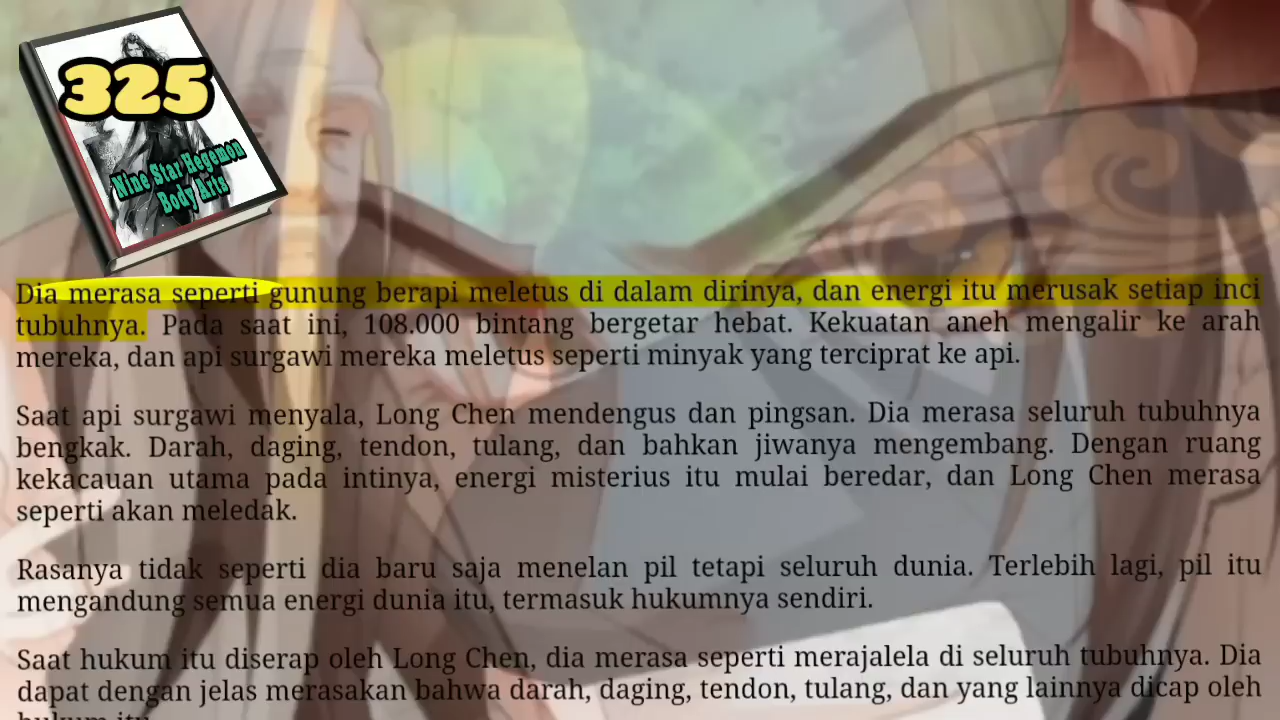 325
Nine Star Hegemon
Body Arts
Dia merasa seperti gunung berapi meletus di dalam dirinya, dan energi itu merusak setiap inci
tubuhnya. Pada saat ini, 108.000 bintang bergetar hebat. Kekuatan aneh mengalir ke arah
mereka, dan api surgawi mereka meletus seperti minyak yang terciprat ke api.
Saat api surgawi menyala, Long Chen mendengus dan pingsan. Dia merasa seluruh tubuhnya
bengkak. Darah, daging, tendon, tulang, dan bahkan jiwanya mengembang. Dengan ruang
kekacauan utama pada intinya, energi misterius itu mulai beredar, dan Long Chen merasa
seperti akan meledak.
Rasanya tidak seperti dia baru saja menelan pil tetapi seluruh dunia. Terlebih lagi, pil itu
mengandung semua energi dunia itu, termasuk hukumnya sendiri.
Saat hukum itu diserap oleh Long Chen, dia merasa seperti merajalela di seluruh tubuhnya. Dia
dapat dengan jelas merasakan bahwa darah, daging, tendon, tulang, dan yang lainnya dicap oleh
hukum itu.